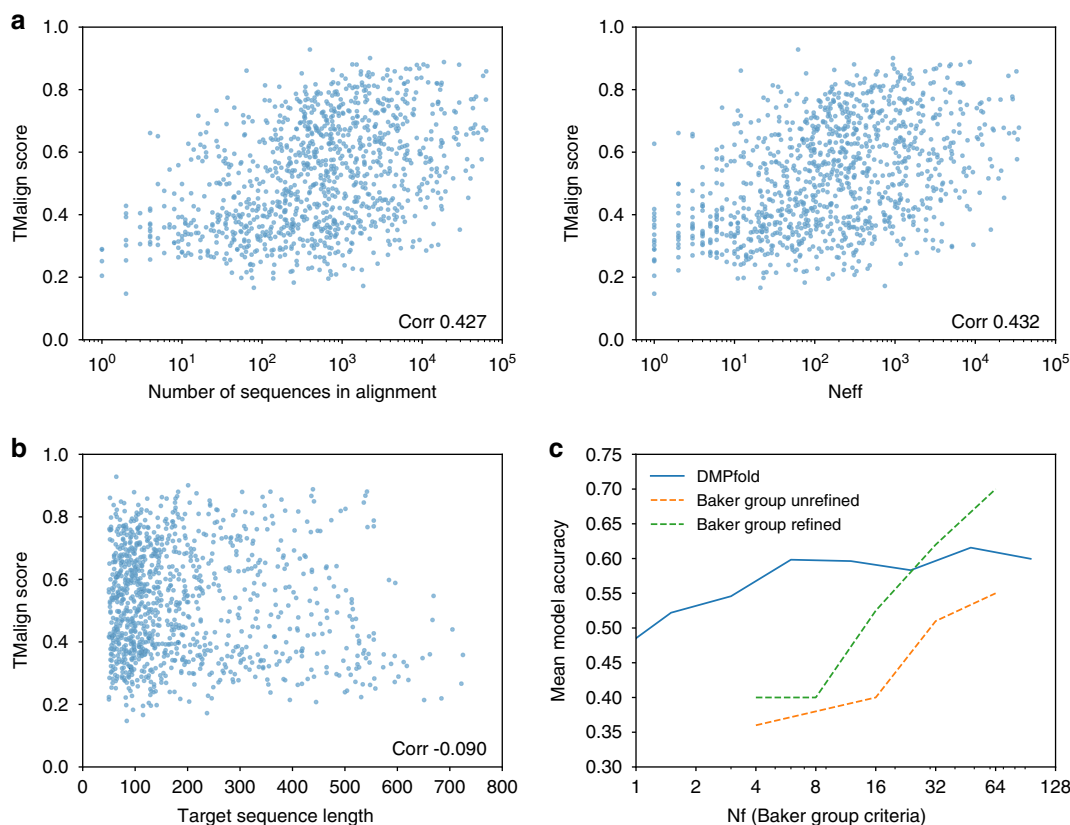 a
TMalign score
1.0
0.8
0.6
0.4
0.2
0.0
Corr 0.427
10^0 10^1 10^2 10^3 10^4 10^5
Number of sequences in alignment
TMalign score
1.0
0.8
0.6
0.4
0.2
0.0
Corr 0.432
10^0 10^1 10^2 10^3 10^4 10^5
Neff
b
TMalign score
1.0
0.8
0.6
0.4
0.2
0.0
Corr -0.090
0 100 200 300 400 500 600 700 800
Target sequence length
c
Mean model accuracy
0.75
0.70
0.65
0.60
0.55
0.50
0.45
0.40
0.35
0.30
DMPfold
Baker group unrefined
Baker group refined
1 2 4 8 16 32 64 128
Nf (Baker group criteria)